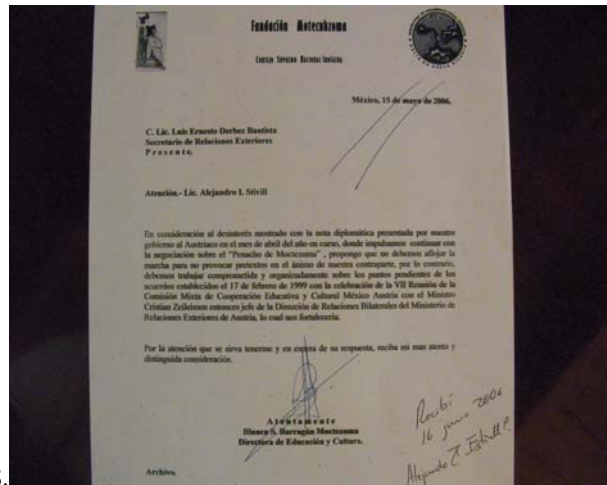 Fundación Motecuhzoma
Consejo Supremo Naciones Indianas
México, 15 de mayo de 2006.
C. Lic. Luis Ernesto Derbez Bautista
Secretario de Relaciones Exteriores
P r e s e n t e.
Atención.- Lic. Alejandro I. Stivill
En consideración al desinterés mostrado con la nota diplomática presentada por nuestro
gobierno al Austriaco en el mes de abril del año en curso, donde impulsamos continuar con
la negociación sobre el "Penacho de Moctezuma" , propongo que no debemos aflojar la
marcha para no provocar pretextos en el ánimo de nuestra contraparte, por lo contrario,
debemos trabajar comprometida y organizadamente sobre los puntos pendientes de los
acuerdos establecidos el 17 de febrero de 1999 con la celebración de la VII Reunión de la
Comisión Mixta de Cooperación Educativa y Cultural México Austria con el Ministro
Cristian Zeileissen entonces jefe de la Dirección de Relaciones Bilaterales del Ministerio de
Relaciones Exteriores de Austria, lo cual nos fortalecería.
Por la atención que se sirva tenerme y en espera de su respuesta, reciba mi mas atenta y
distinguida consideración.
A t e n t a m e n t e
Blanca S. Barragán Moctezuma
Directora de Educación y Cultura.
Recibí
16 junio 2006
Alejandro
Archivo.